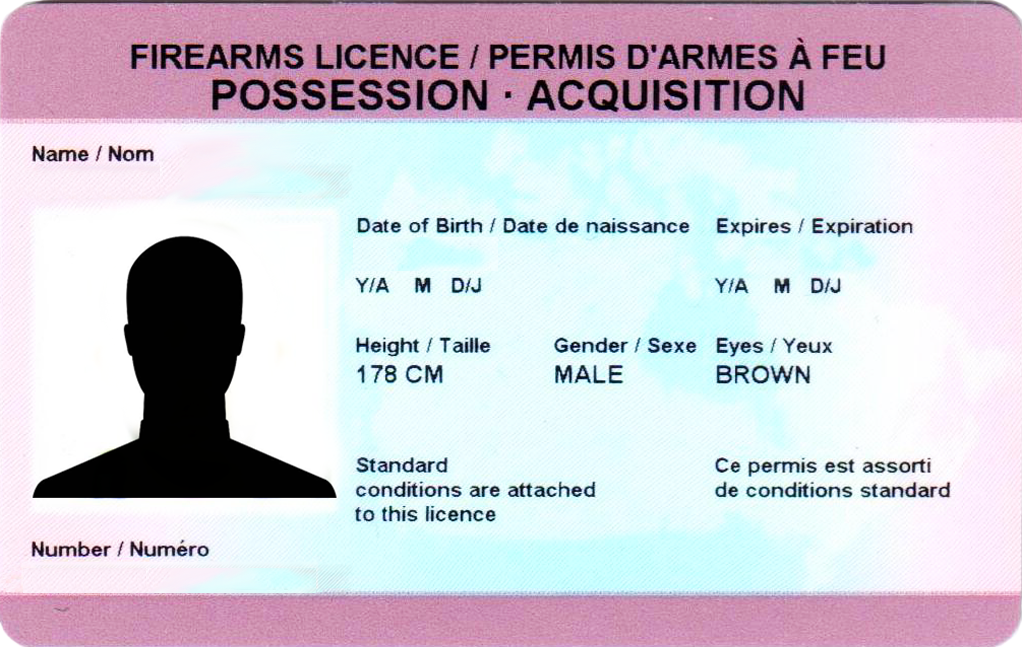 FIREARMS LICENCE / PERMIS D'ARMES À FEU
POSSESSION · ACQUISITION
Name / Nom
Date of Birth / Date de naissance
Expires / Expiration
Y/A M D/J
Y/A M D/J
Height / Taille
178 CM
Gender / Sexe
MALE
Eyes / Yeux
BROWN
Standard
conditions are attached
to this licence
Ce permis est assorti
de conditions standard
Number / Numéro